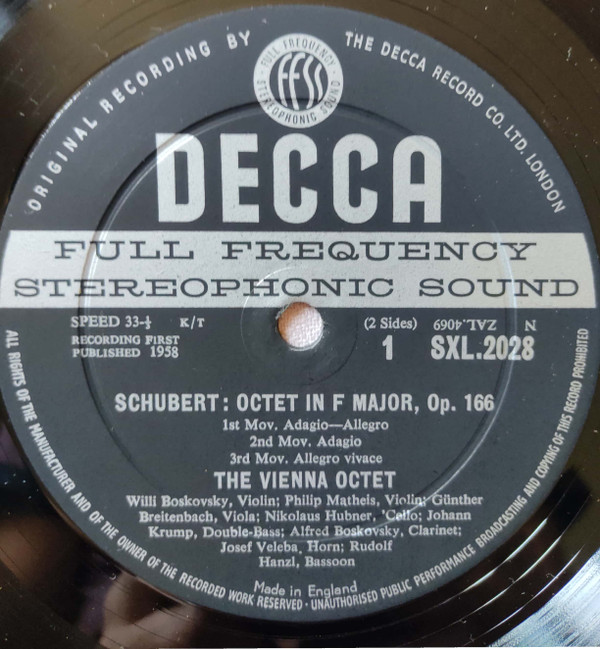 ORIGINAL RECORDING BY THE DECCA RECORD CO. LTD. LONDON
FULL FREQUENCY
ffss
STEREOPHONIC SOUND
DECCA
FULL FREQUENCY
STEREOPHONIC SOUND
SPEED 33-⅓ K/T (2 Sides) ZAL.4069 N
RECORDING FIRST
PUBLISHED 1958 1 SXL.2028
SCHUBERT: OCTET IN F MAJOR, Op. 166
1st Mov. Adagio—Allegro
2nd Mov. Adagio
3rd Mov. Allegro vivace
THE VIENNA OCTET
Willi Boskovsky, Violin; Philip Matheis, Violin; Günther
Breitenbach, Viola; Nikolaus Hubner, 'Cello; Johann
Krump, Double-Bass; Alfred Boskovsky, Clarinet;
Josef Veleba, Horn; Rudolf
Hanzl, Bassoon
Made in England
ALL RIGHTS OF THE MANUFACTURER AND OF THE OWNER OF THE RECORDED WORK RESERVED · UNAUTHORISED PUBLIC PERFORMANCE BROADCASTING AND COPYING OF THIS RECORD PROHIBITED